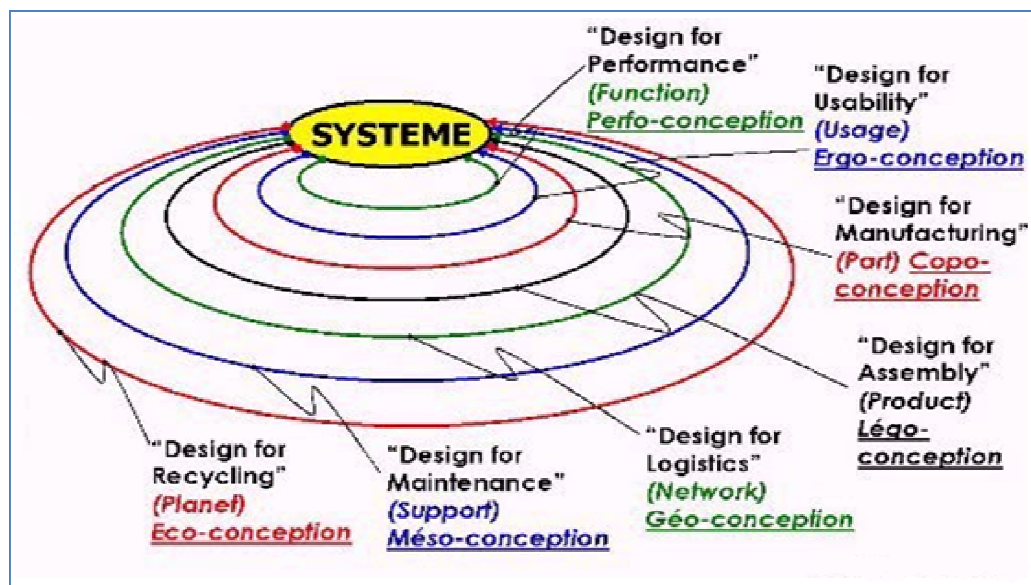 SYSTEME
“Design for
Performance”
(Function)
Perfo-conception
“Design for
Usability”
(Usage)
Ergo-conception
“Design for
Manufacturing”
(Part) Copo-
conception
“Design for
Assembly”
(Product)
Légo-
conception
“Design for
Logistics”
(Network)
Géo-conception
“Design for
Maintenance”
(Support)
Méso-conception
“Design for
Recycling”
(Planet)
Eco-conception